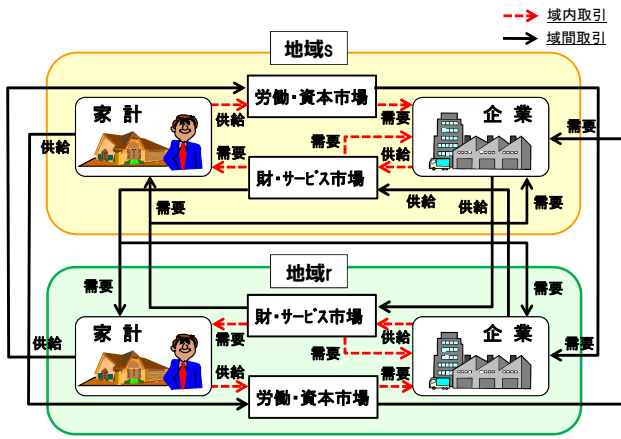 域内取引
域間取引
地域s
労働・資本市場
家 計
企 業
供給
需要
需要
需要
供給
需要
供給
需要
財・サービス市場
供給
供給
需要
需要
地域r
需要
需要
財・サービス市場
家 計
企 業
供給
需要
供給
需要
需要
供給
需要
労働・資本市場